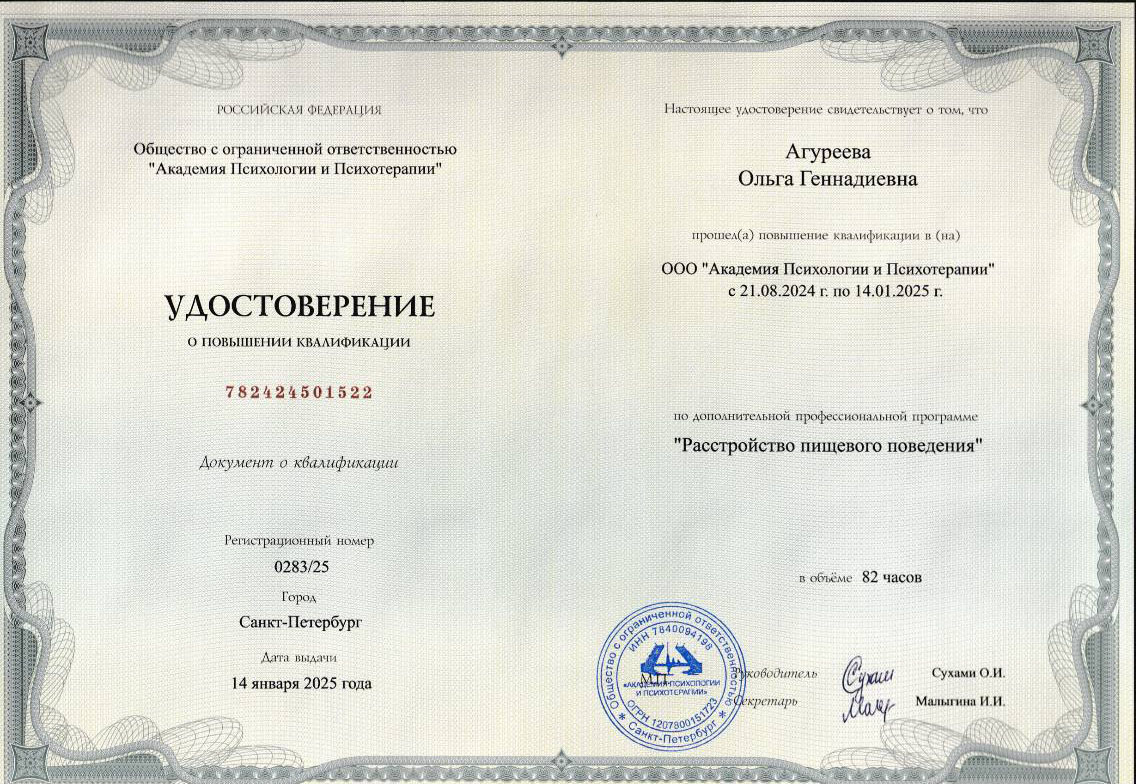 РОССИЙСКАЯ ФЕДЕРАЦИЯ
Общество с ограниченной ответственностью
"Академия Психологии и Психотерапии"
УДОСТОВЕРЕНИЕ
О ПОВЫШЕНИИ КВАЛИФИКАЦИИ
782424501522
Документ о квалификации
Регистрационный номер
0283/25
Город
Санкт-Петербург
Дата выдачи
14 января 2025 года
Настоящее удостоверение свидетельствует о том, что
Агуреева
Ольга Геннадиевна
прошел(а) повышение квалификации в (на)
ООО "Академия Психологии и Психотерапии"
с 21.08.2024 г. по 14.01.2025 г.
по дополнительной профессиональной программе
"Расстройство пищевого поведения"
в объёме 82 часов
М.П.
Руководитель
Сухами О.И.
Секретарь
Малыгина И.И.
Общество с ограниченной ответственностью
ИНН 7840094198
«АКАДЕМИЯ ПСИХОЛОГИИ
И ПСИХОТЕРАПИИ»
ОГРН 1207800151723
* Санкт-Петербург *